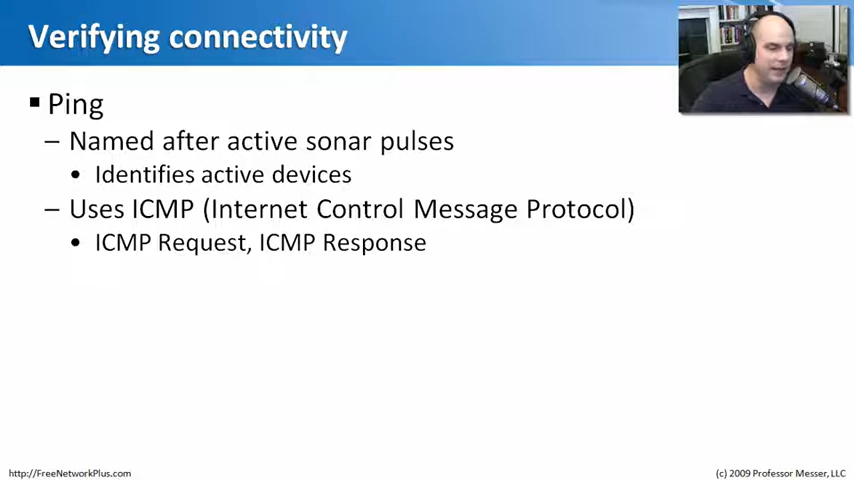 Verifying connectivity
▪ Ping
– Named after active sonar pulses
• Identifies active devices
– Uses ICMP (Internet Control Message Protocol)
• ICMP Request, ICMP Response
http://FreeNetworkPlus.com
(c) 2009 Professor Messer, LLC